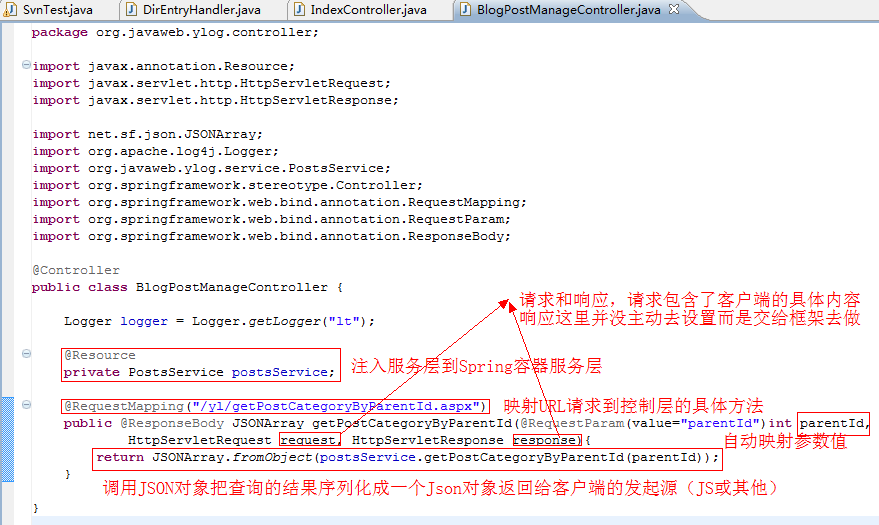 SvnTest.java DirEntryHandler.java IndexController.java BlogPostManageController.java
package org.javaweb.ylog.controller;
import javax.annotation.Resource;
import javax.servlet.http.HttpServletRequest;
import javax.servlet.http.HttpServletResponse;
import net.sf.json.JSONArray;
import org.apache.log4j.Logger;
import org.javaweb.ylog.service.PostsService;
import org.springframework.stereotype.Controller;
import org.springframework.web.bind.annotation.RequestMapping;
import org.springframework.web.bind.annotation.RequestParam;
import org.springframework.web.bind.annotation.ResponseBody;
@Controller
public class BlogPostManageController {
请求和响应，请求包含了客户端的具体内容
响应这里并没主动去设置而是交给框架去做
Logger logger = Logger.getLogger("lt");
@Resource
private PostsService postsService;
注入服务层到Spring容器服务层
@RequestMapping("/yl/getPostCategoryByParentId.aspx")
映射URL请求到控制层的具体方法
public @ResponseBody JSONArray getPostCategoryByParentId(@RequestParam(value="parentId")int parentId,
HttpServletRequest request, HttpServletResponse response){
自动映射参数值
return JSONArray.fromObject(postsService.getPostCategoryByParentId(parentId));
}
调用JSON对象把查询的结果序列化成一个Json对象返回给客户端的发起源（JS或其他）
}